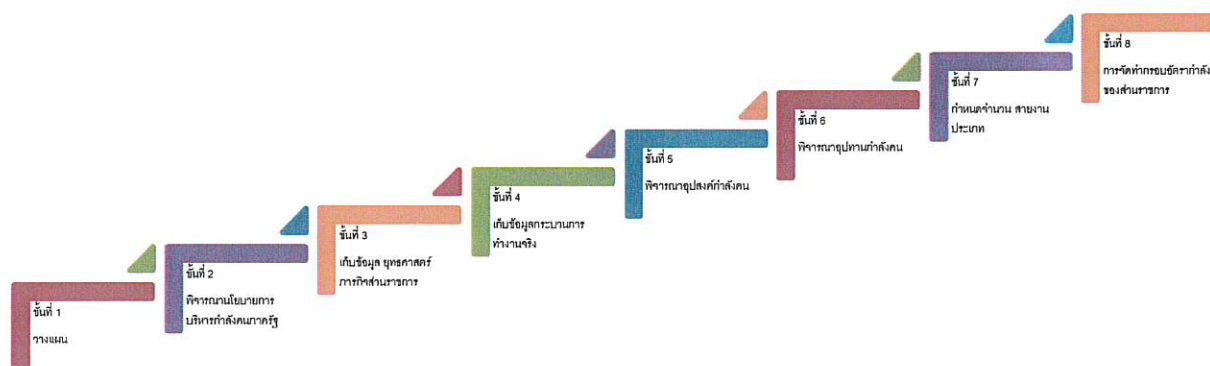 ขั้นที่ 1
วางแผน
ขั้นที่ 2
พิจารณานโยบายการ
บริหารกำลังคนภาครัฐ
ขั้นที่ 3
เก็บข้อมูล ยุทธศาสตร์
ภารกิจส่วนราชการ
ขั้นที่ 4
เก็บข้อมูลกระบวนการ
ทำงานจริง
ขั้นที่ 5
พิจารณาอุปสงค์กำลังคน
ขั้นที่ 6
พิจารณาอุปทานกำลังคน
ขั้นที่ 7
กำหนดจำนวน สายงาน
ประเภท
ขั้นที่ 8
การจัดทำกรอบอัตรากำลัง
ของส่วนราชการ